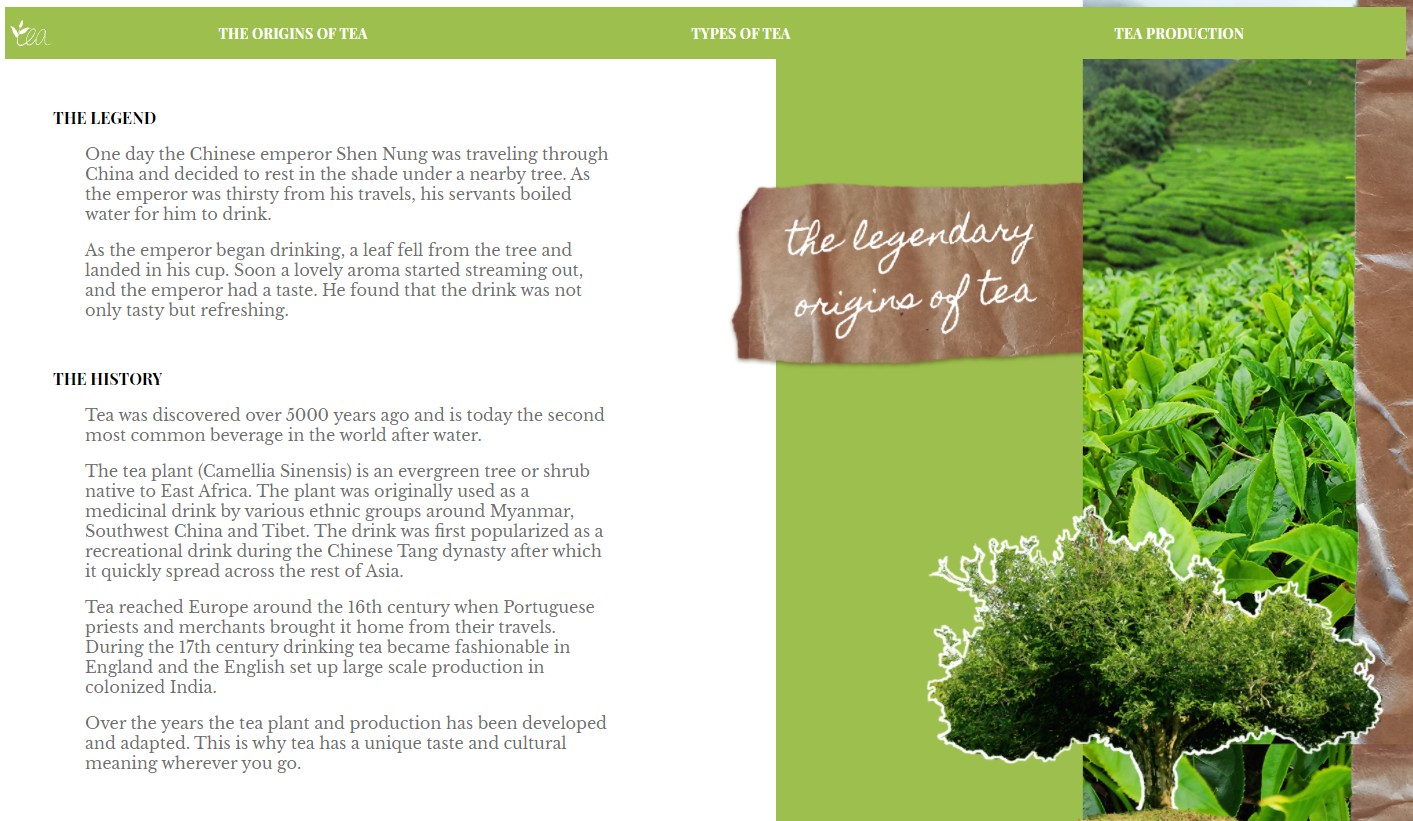 tea
THE ORIGINS OF TEA
TYPES OF TEA
TEA PRODUCTION
THE LEGEND
One day the Chinese emperor Shen Nung was traveling through
China and decided to rest in the shade under a nearby tree. As
the emperor was thirsty from his travels, his servants boiled
water for him to drink.
As the emperor began drinking, a leaf fell from the tree and
landed in his cup. Soon a lovely aroma started streaming out,
and the emperor had a taste. He found that the drink was not
only tasty but refreshing.
THE HISTORY
Tea was discovered over 5000 years ago and is today the second
most common beverage in the world after water.
The tea plant (Camellia Sinensis) is an evergreen tree or shrub
native to East Africa. The plant was originally used as a
medicinal drink by various ethnic groups around Myanmar,
Southwest China and Tibet. The drink was first popularized as a
recreational drink during the Chinese Tang dynasty after which
it quickly spread across the rest of Asia.
Tea reached Europe around the 16th century when Portuguese
priests and merchants brought it home from their travels.
During the 17th century drinking tea became fashionable in
England and the English set up large scale production in
colonized India.
Over the years the tea plant and production has been developed
and adapted. This is why tea has a unique taste and cultural
meaning wherever you go.
the legendary
origins of tea